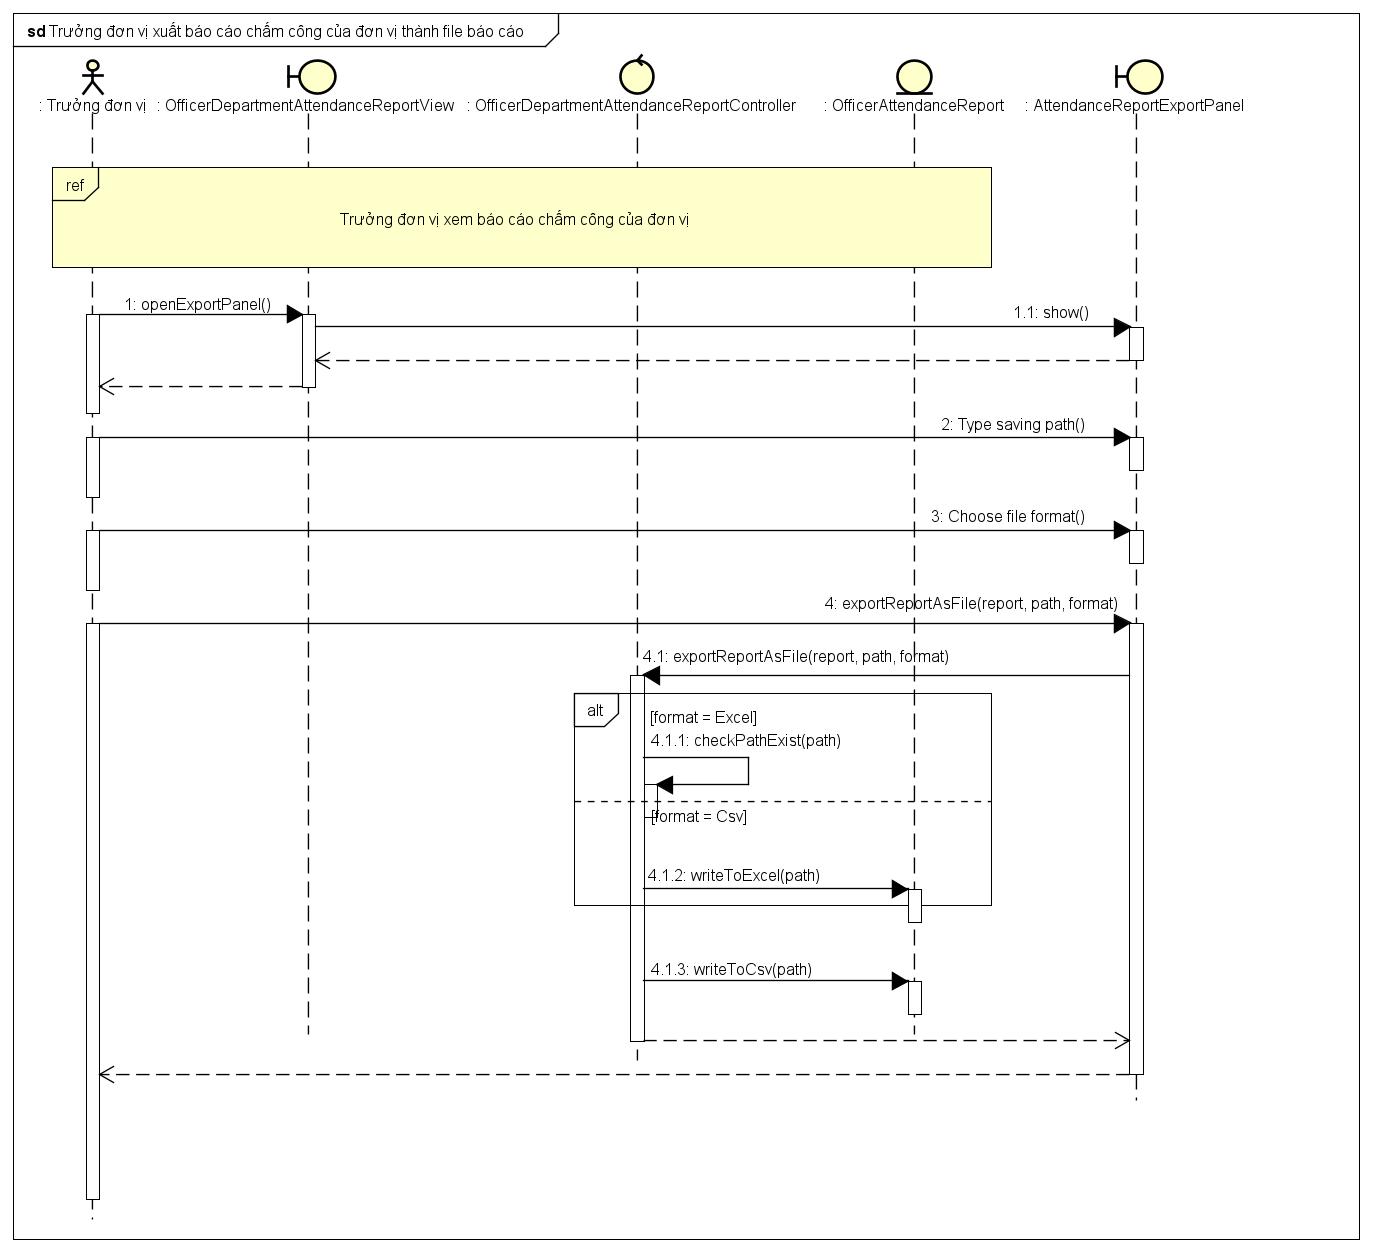 sd Trưởng đơn vị xuất báo cáo chấm công của đơn vị thành file báo cáo
: Trưởng đơn vị
: OfficerDepartmentAttendanceReportView
: OfficerDepartmentAttendanceReportController
: OfficerAttendanceReport
: AttendanceReportExportPanel
ref
Trưởng đơn vị xem báo cáo chấm công của đơn vị
1: openExportPanel()
1.1: show()
2: Type saving path()
3: Choose file format()
4: exportReportAsFile(report, path, format)
4.1: exportReportAsFile(report, path, format)
alt
[format = Excel]
4.1.1: checkPathExist(path)
[format = Csv]
4.1.2: writeToExcel(path)
4.1.3: writeToCsv(path)